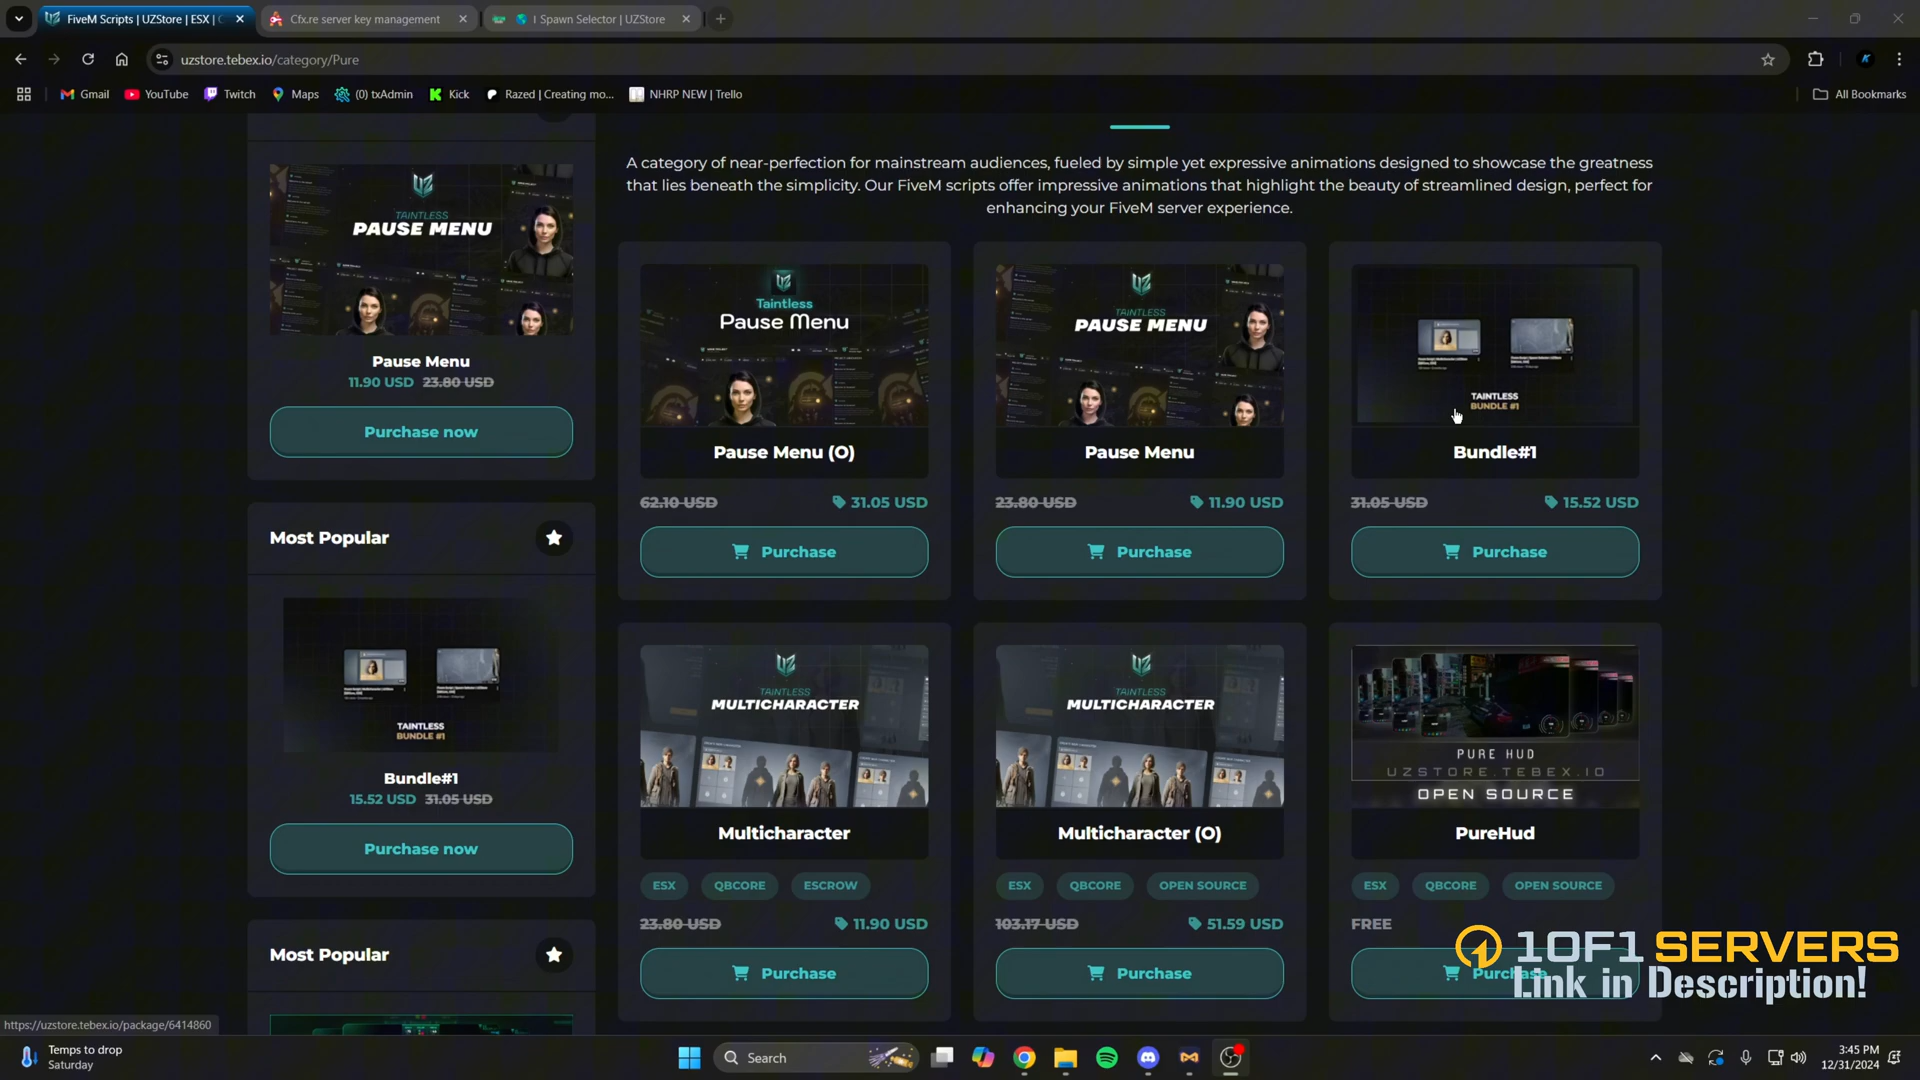 FiveM Scripts | UZStore | ESX |
Cfx.re server key management
| Spawn Selector | UZStore
uzstore.tebex.io/category/Pure
Gmail
YouTube
Twitch
Maps
(0) txAdmin
Kick
Razed | Creating mo...
NHRP NEW | Trello
All Bookmarks
A category of near-perfection for mainstream audiences, fueled by simple yet expressive animations designed to showcase the greatness
that lies beneath the simplicity. Our FiveM scripts offer impressive animations that highlight the beauty of streamlined design, perfect for
enhancing your FiveM server experience.
TAINTLESS
PAUSE MENU
Pause Menu
11.90 USD 23.80 USD
Purchase now
Most Popular
TAINTLESS
BUNDLE #1
Bundle#1
15.52 USD 31.05 USD
Purchase now
Most Popular
Taintless
Pause Menu
Pause Menu (O)
62.10 USD 31.05 USD
Purchase
TAINTLESS
PAUSE MENU
Pause Menu
23.80 USD 11.90 USD
Purchase
TAINTLESS
BUNDLE #1
Bundle#1
31.05 USD 15.52 USD
Purchase
TAINTLESS
MULTICHARACTER
Multicharacter
ESX QBCORE ESCROW
23.80 USD 11.90 USD
Purchase
TAINTLESS
MULTICHARACTER
Multicharacter (O)
ESX QBCORE OPEN SOURCE
103.17 USD 51.59 USD
Purchase
PURE HUD
UZSTORE.TEBEX.IO
OPEN SOURCE
PureHud
ESX QBCORE OPEN SOURCE
FREE
Purchase
1OF1 SERVERS
Link in Description!
https://uzstore.tebex.io/package/6414860
Temps to drop
Saturday
Search
3:45 PM
12/31/2024